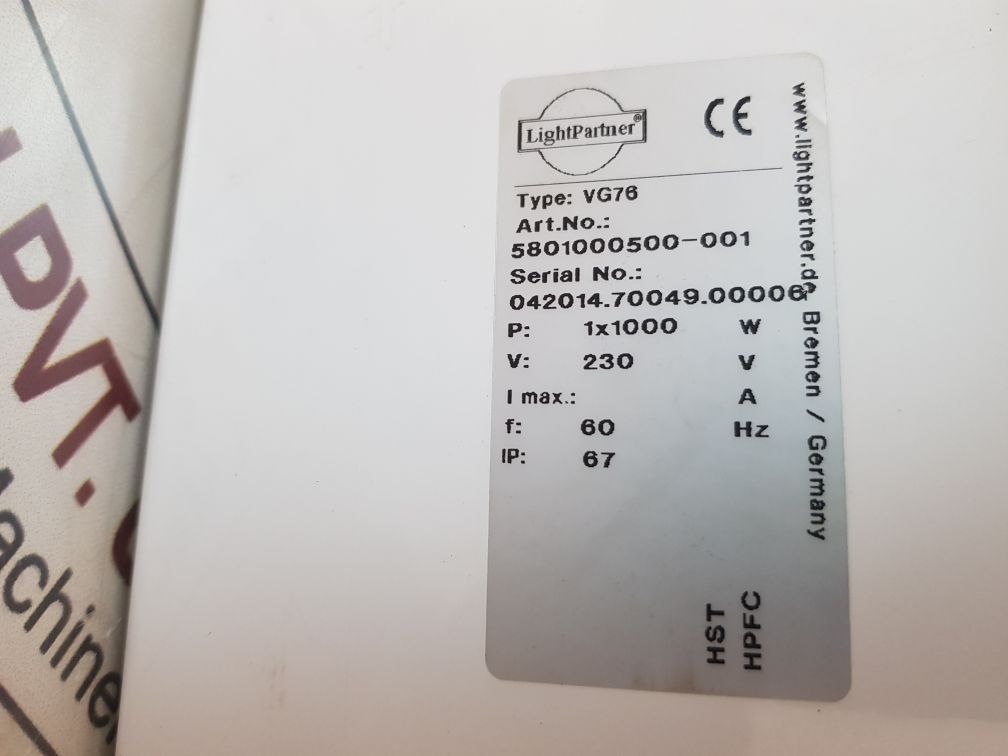 LightPartner®
CE
Type: VG76
Art.No.:
5801000500-001
Serial No.:
042014.70049.00006
P: 1x1000 W
V: 230 V
I max.: A
f: 60 Hz
IP: 67
HST
HPFC
www.lightpartner.de Bremen / Germany
PVT.